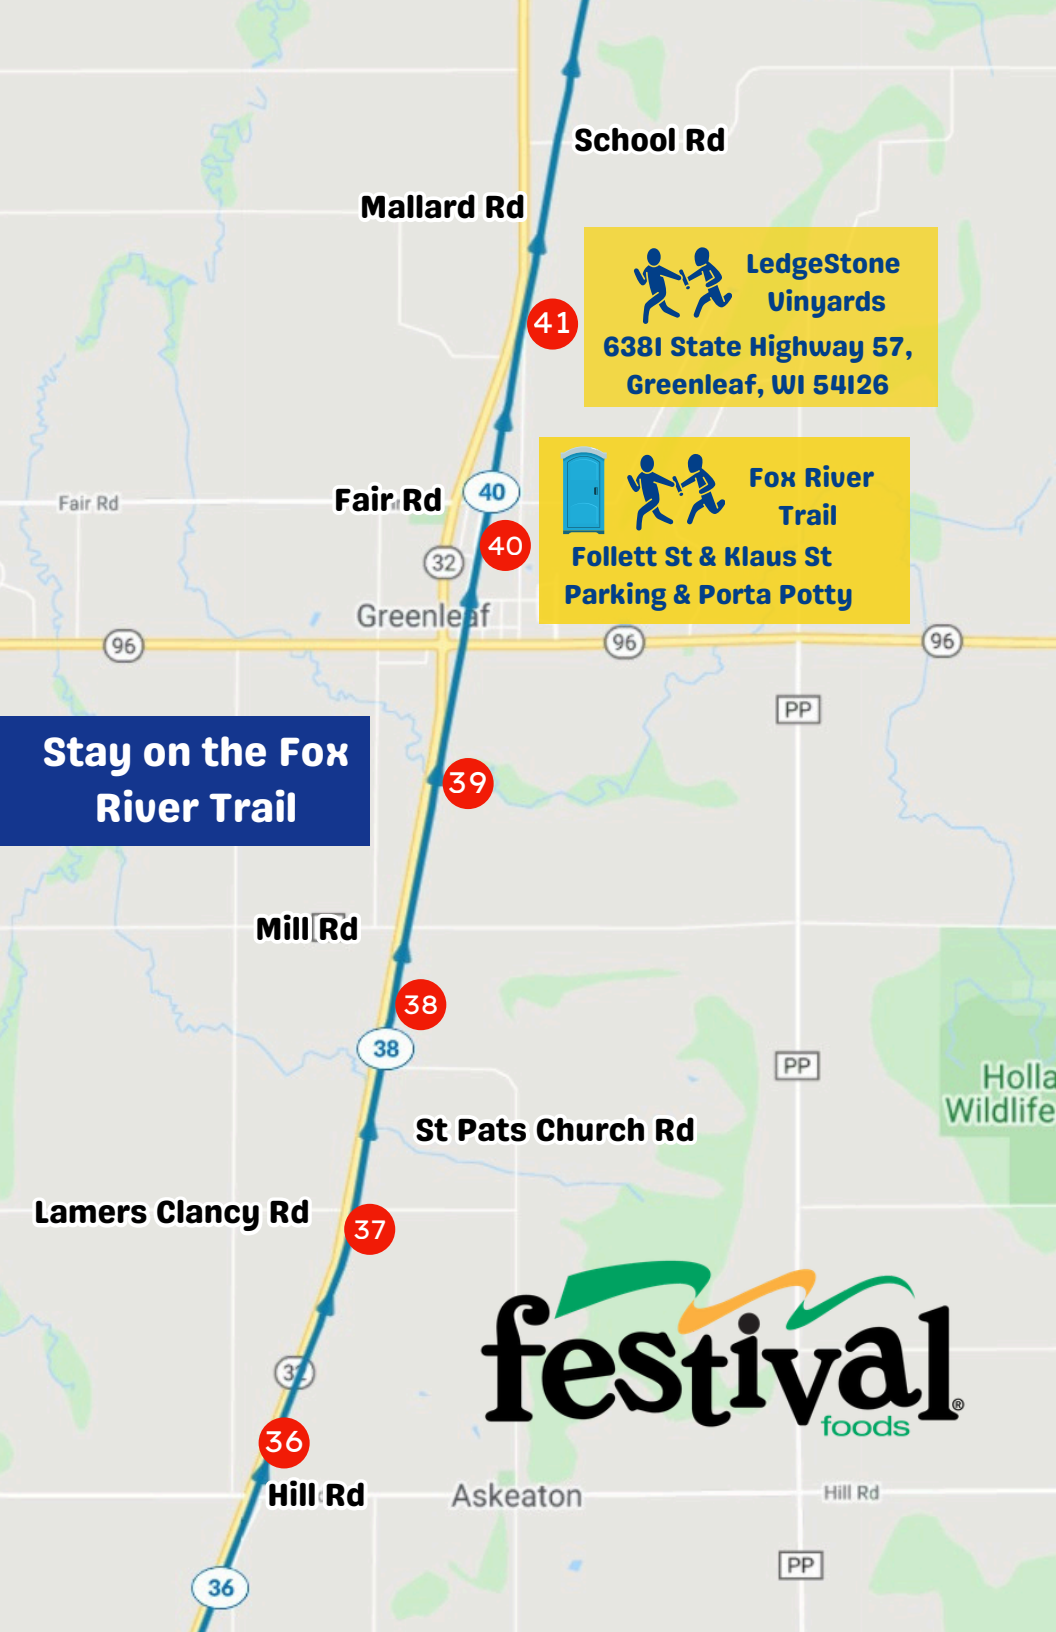 School Rd
Mallard Rd
LedgeStone
Vinyards
41
6381 State Highway 57,
Greenleaf, WI 54126
Fox River
Trail
Fair Rd
Fair Rd
40
40
Follett St & Klaus St
32
Parking & Porta Potty
Greenleaf
96
96
96
PP
Stay on the Fox
River Trail
39
Mill Rd
38
38
PP
Holla
Wildlife
St Pats Church Rd
Lamers Clancy Rd
37
festival®
foods
32
36
Hill Rd
Askeaton
Hill Rd
PP
36